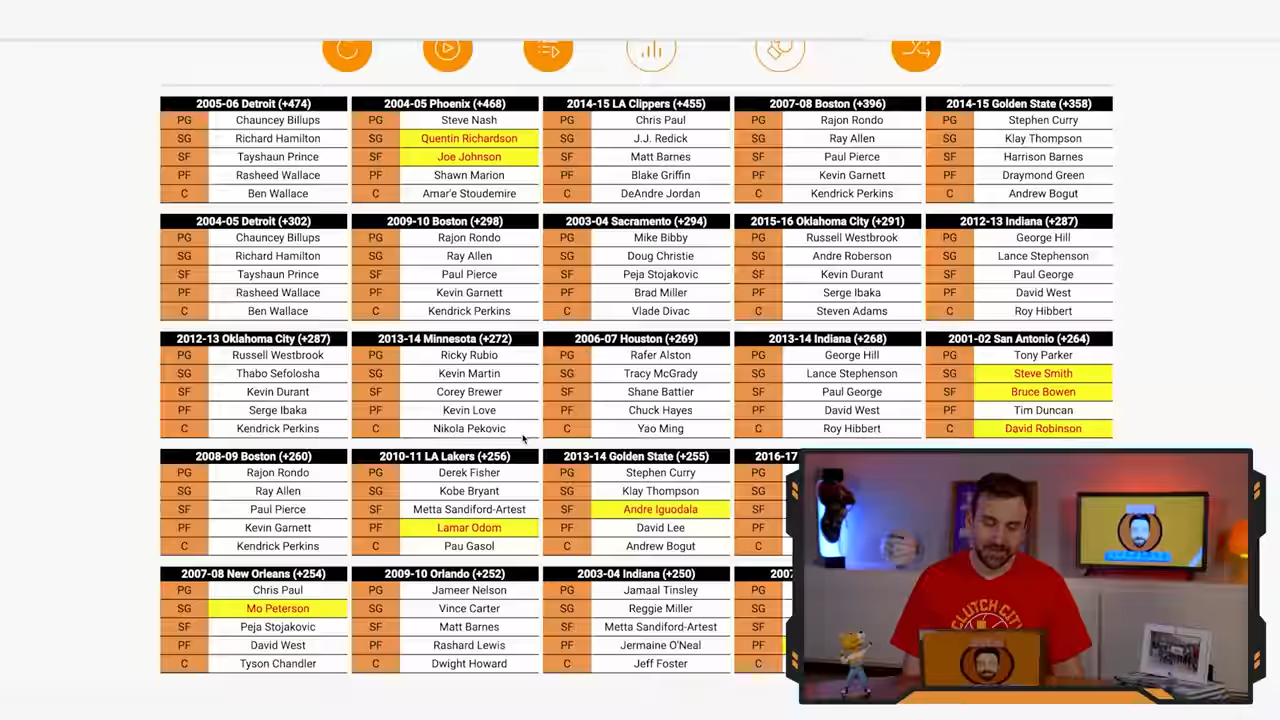 2005-06 Detroit (+474)
PG Chauncey Billups
SG Richard Hamilton
SF Tayshaun Prince
PF Rasheed Wallace
C Ben Wallace
2004-05 Phoenix (+468)
PG Steve Nash
SG Quentin Richardson
SF Joe Johnson
PF Shawn Marion
C Amar'e Stoudemire
2014-15 LA Clippers (+455)
PG Chris Paul
SG J.J. Redick
SF Matt Barnes
PF Blake Griffin
C DeAndre Jordan
2007-08 Boston (+396)
PG Rajon Rondo
SG Ray Allen
SF Paul Pierce
PF Kevin Garnett
C Kendrick Perkins
2014-15 Golden State (+358)
PG Stephen Curry
SG Klay Thompson
SF Harrison Barnes
PF Draymond Green
C Andrew Bogut
2004-05 Detroit (+302)
PG Chauncey Billups
SG Richard Hamilton
SF Tayshaun Prince
PF Rasheed Wallace
C Ben Wallace
2009-10 Boston (+298)
PG Rajon Rondo
SG Ray Allen
SF Paul Pierce
PF Kevin Garnett
C Kendrick Perkins
2003-04 Sacramento (+294)
PG Mike Bibby
SG Doug Christie
SF Peja Stojakovic
PF Brad Miller
C Vlade Divac
2015-16 Oklahoma City (+291)
PG Russell Westbrook
SG Andre Roberson
SF Kevin Durant
PF Serge Ibaka
C Steven Adams
2012-13 Indiana (+287)
PG George Hill
SG Lance Stephenson
SF Paul George
PF David West
C Roy Hibbert
2012-13 Oklahoma City (+287)
PG Russell Westbrook
SG Thabo Sefolosha
SF Kevin Durant
PF Serge Ibaka
C Kendrick Perkins
2013-14 Minnesota (+272)
PG Ricky Rubio
SG Kevin Martin
SF Corey Brewer
PF Kevin Love
C Nikola Pekovic
2006-07 Houston (+269)
PG Rafer Alston
SG Tracy McGrady
SF Shane Battier
PF Chuck Hayes
C Yao Ming
2013-14 Indiana (+268)
PG George Hill
SG Lance Stephenson
SF Paul George
PF David West
C Roy Hibbert
2001-02 San Antonio (+264)
PG Tony Parker
SG Steve Smith
SF Bruce Bowen
PF Tim Duncan
C David Robinson
2008-09 Boston (+260)
PG Rajon Rondo
SG Ray Allen
SF Paul Pierce
PF Kevin Garnett
C Kendrick Perkins
2010-11 LA Lakers (+256)
PG Derek Fisher
SG Kobe Bryant
SF Metta Sandiford-Artest
PF Lamar Odom
C Pau Gasol
2013-14 Golden State (+255)
PG Stephen Curry
SG Klay Thompson
SF Andre Iguodala
PF David Lee
C Andrew Bogut
2016-17
PG
SG
SF
PF
C
2007-08 New Orleans (+254)
PG Chris Paul
SG Mo Peterson
SF Peja Stojakovic
PF David West
C Tyson Chandler
2009-10 Orlando (+252)
PG Jameer Nelson
SG Vince Carter
SF Matt Barnes
PF Rashard Lewis
C Dwight Howard
2003-04 Indiana (+250)
PG Jamaal Tinsley
SG Reggie Miller
SF Metta Sandiford-Artest
PF Jermaine O'Neal
C Jeff Foster
2007
PG
SG
SF
PF
C
CLUTCH CITY